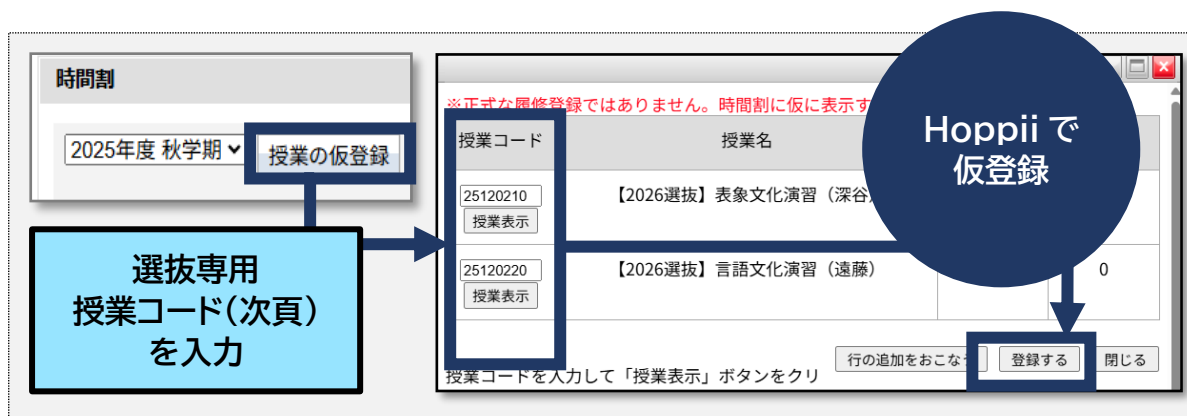 時間割
2025年度 秋学期
授業の仮登録
選抜専用
授業コード(次頁)
を入力
※正式な履修登録ではありません。時間割に仮に表示す
授業コード
授業名
25120210
授業表示
【2026選抜】表象文化演習（深谷
25120220
授業表示
【2026選抜】言語文化演習（遠藤）
0
行の追加をおこな
登録する
閉じる
授業コードを入力して「授業表示」ボタンをクリ
Hoppii で
仮登録